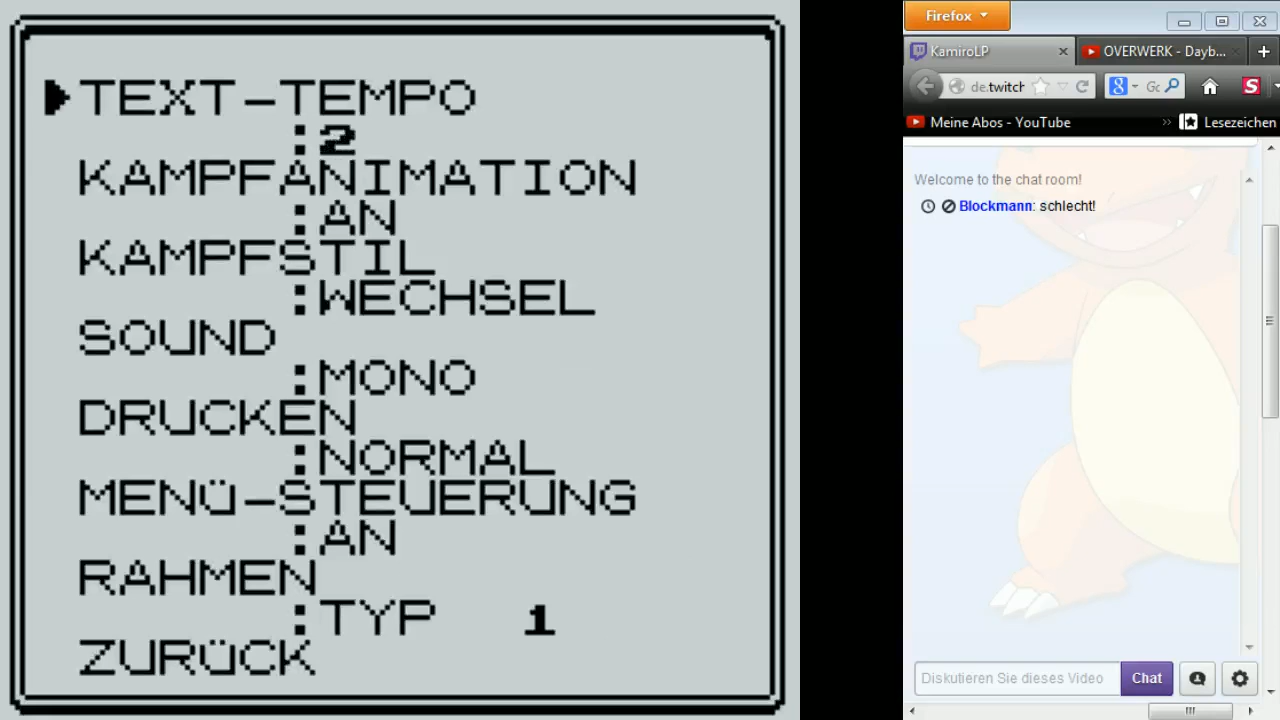 TEXT-TEMPO
:2
KAMPFANIMATION
:AN
KAMPFSTIL
:WECHSEL
SOUND
:MONO
DRUCKEN
:NORMAL
MENÜ-STEUERUNG
:AN
RAHMEN
:TYP 1
ZURÜCK
Firefox
KamiroLP
OVERWERK - Dayb...
de.twitch
Meine Abos - YouTube
Lesezeichen
Welcome to the chat room!
Blockmann: schlecht!
Diskutieren Sie dieses Video
Chat